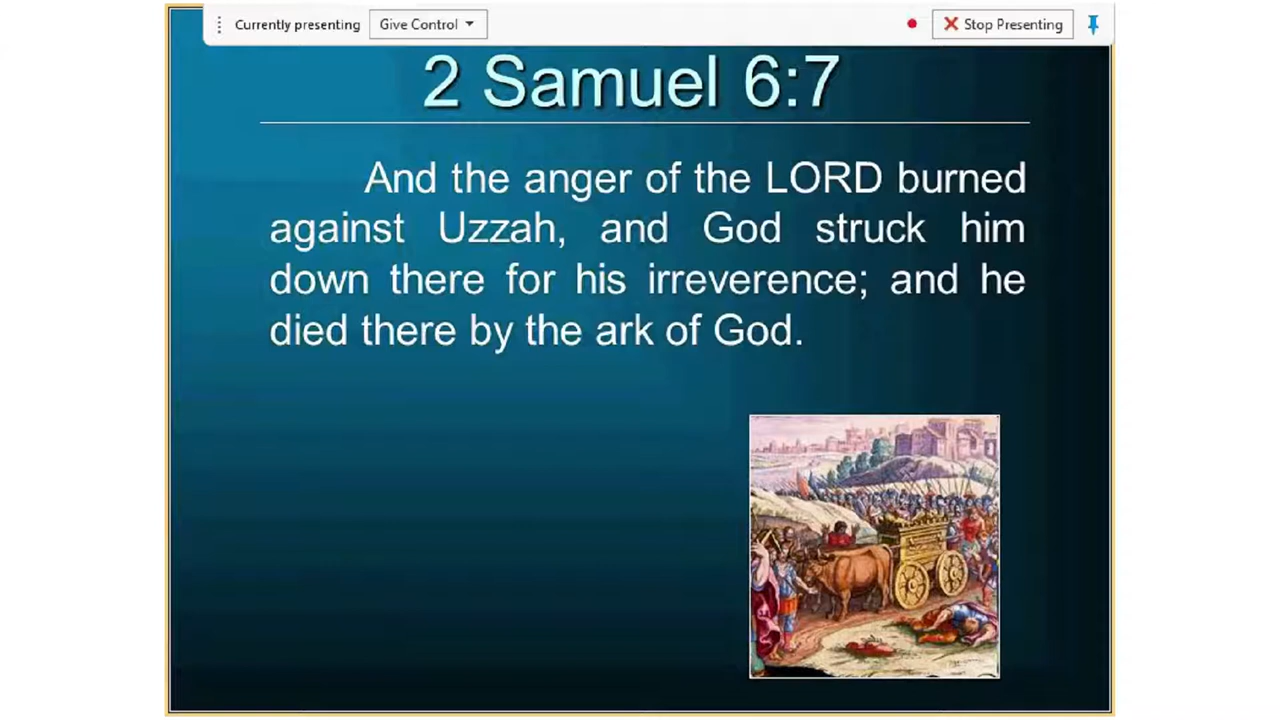 Currently presenting Give Control Stop Presenting
2 Samuel 6:7
And the anger of the LORD burned
against Uzzah, and God struck him
down there for his irreverence; and he
died there by the ark of God.